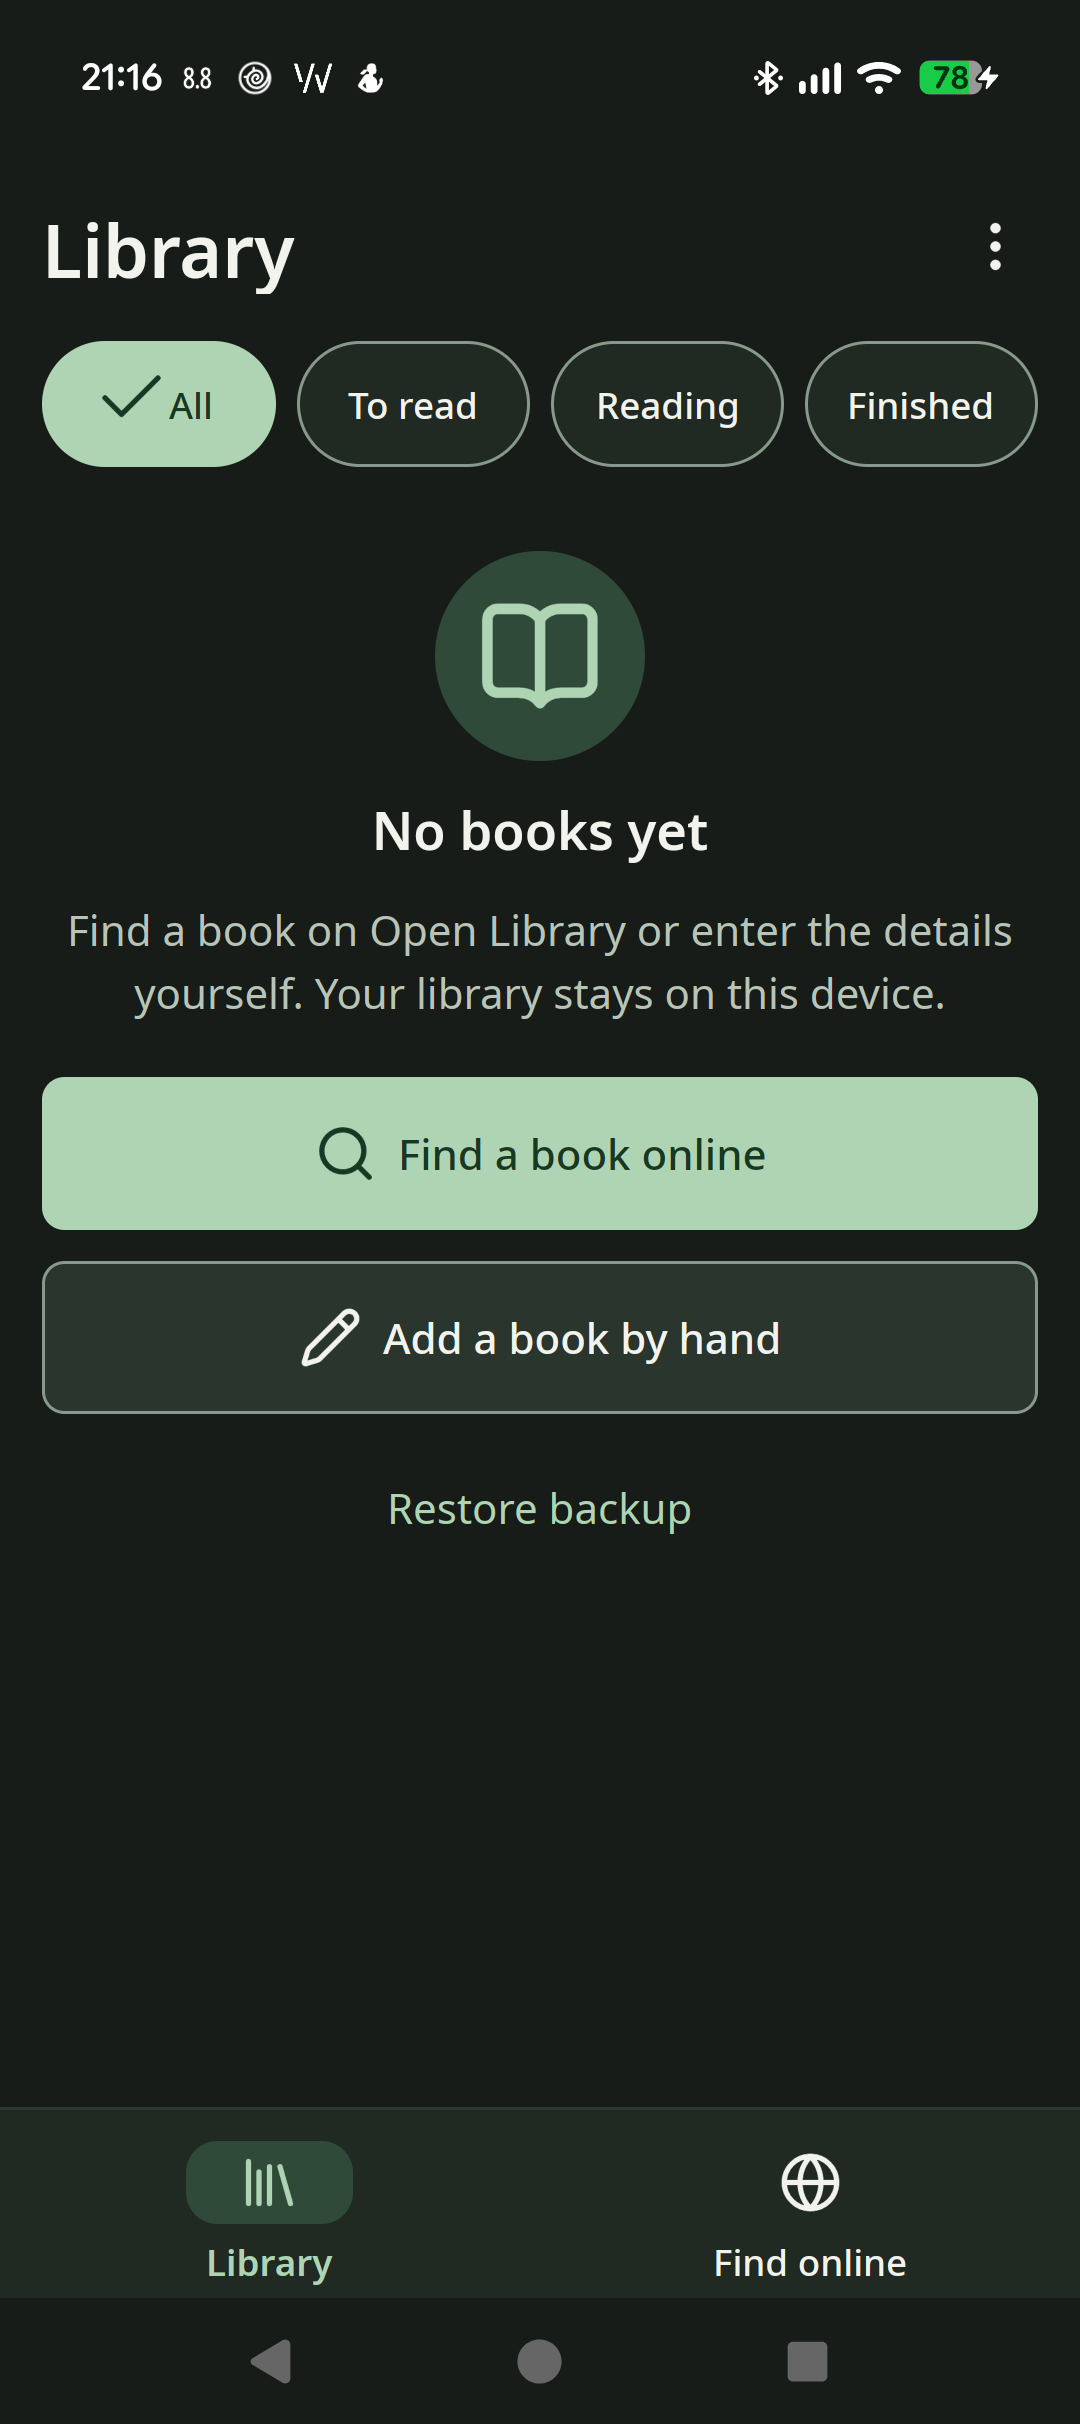 21:16 8.8 78
Library
All To read Reading Finished
No books yet
Find a book on Open Library or enter the details
yourself. Your library stays on this device.
Find a book online
Add a book by hand
Restore backup
Library Find online